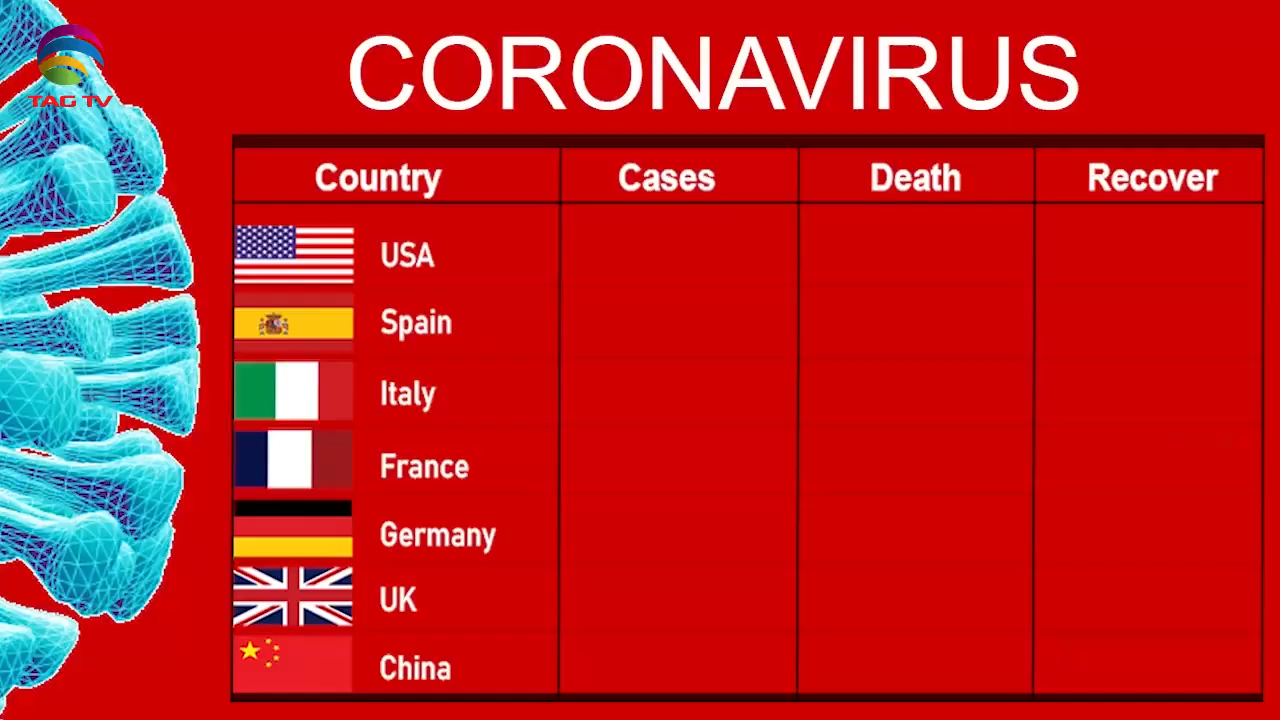 TAG TV
CORONAVIRUS
Country Cases Death Recover
USA
Spain
Italy
France
Germany
UK
China